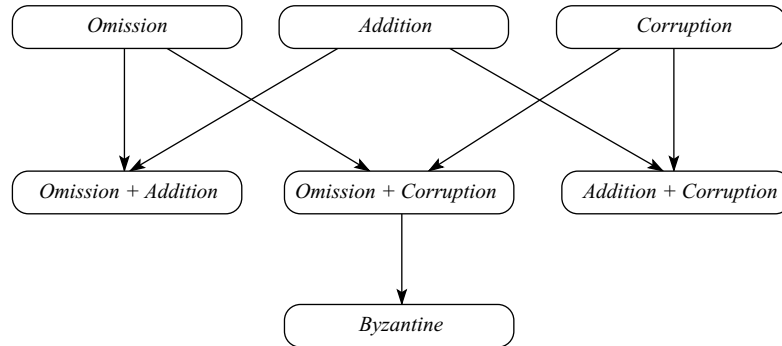 Omission
Addition
Corruption
Omission + Addition
Omission + Corruption
Addition + Corruption
Byzantine